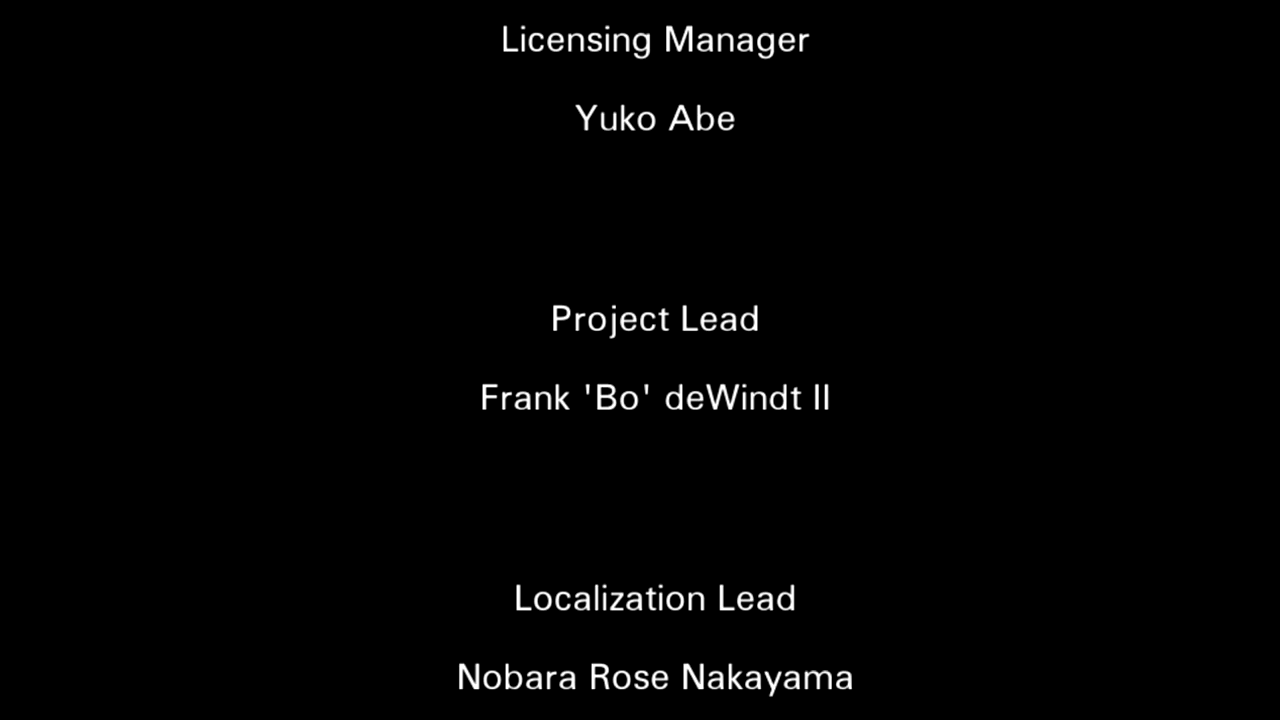 Licensing Manager
Yuko Abe
Project Lead
Frank 'Bo' deWindt II
Localization Lead
Nobara Rose Nakayama